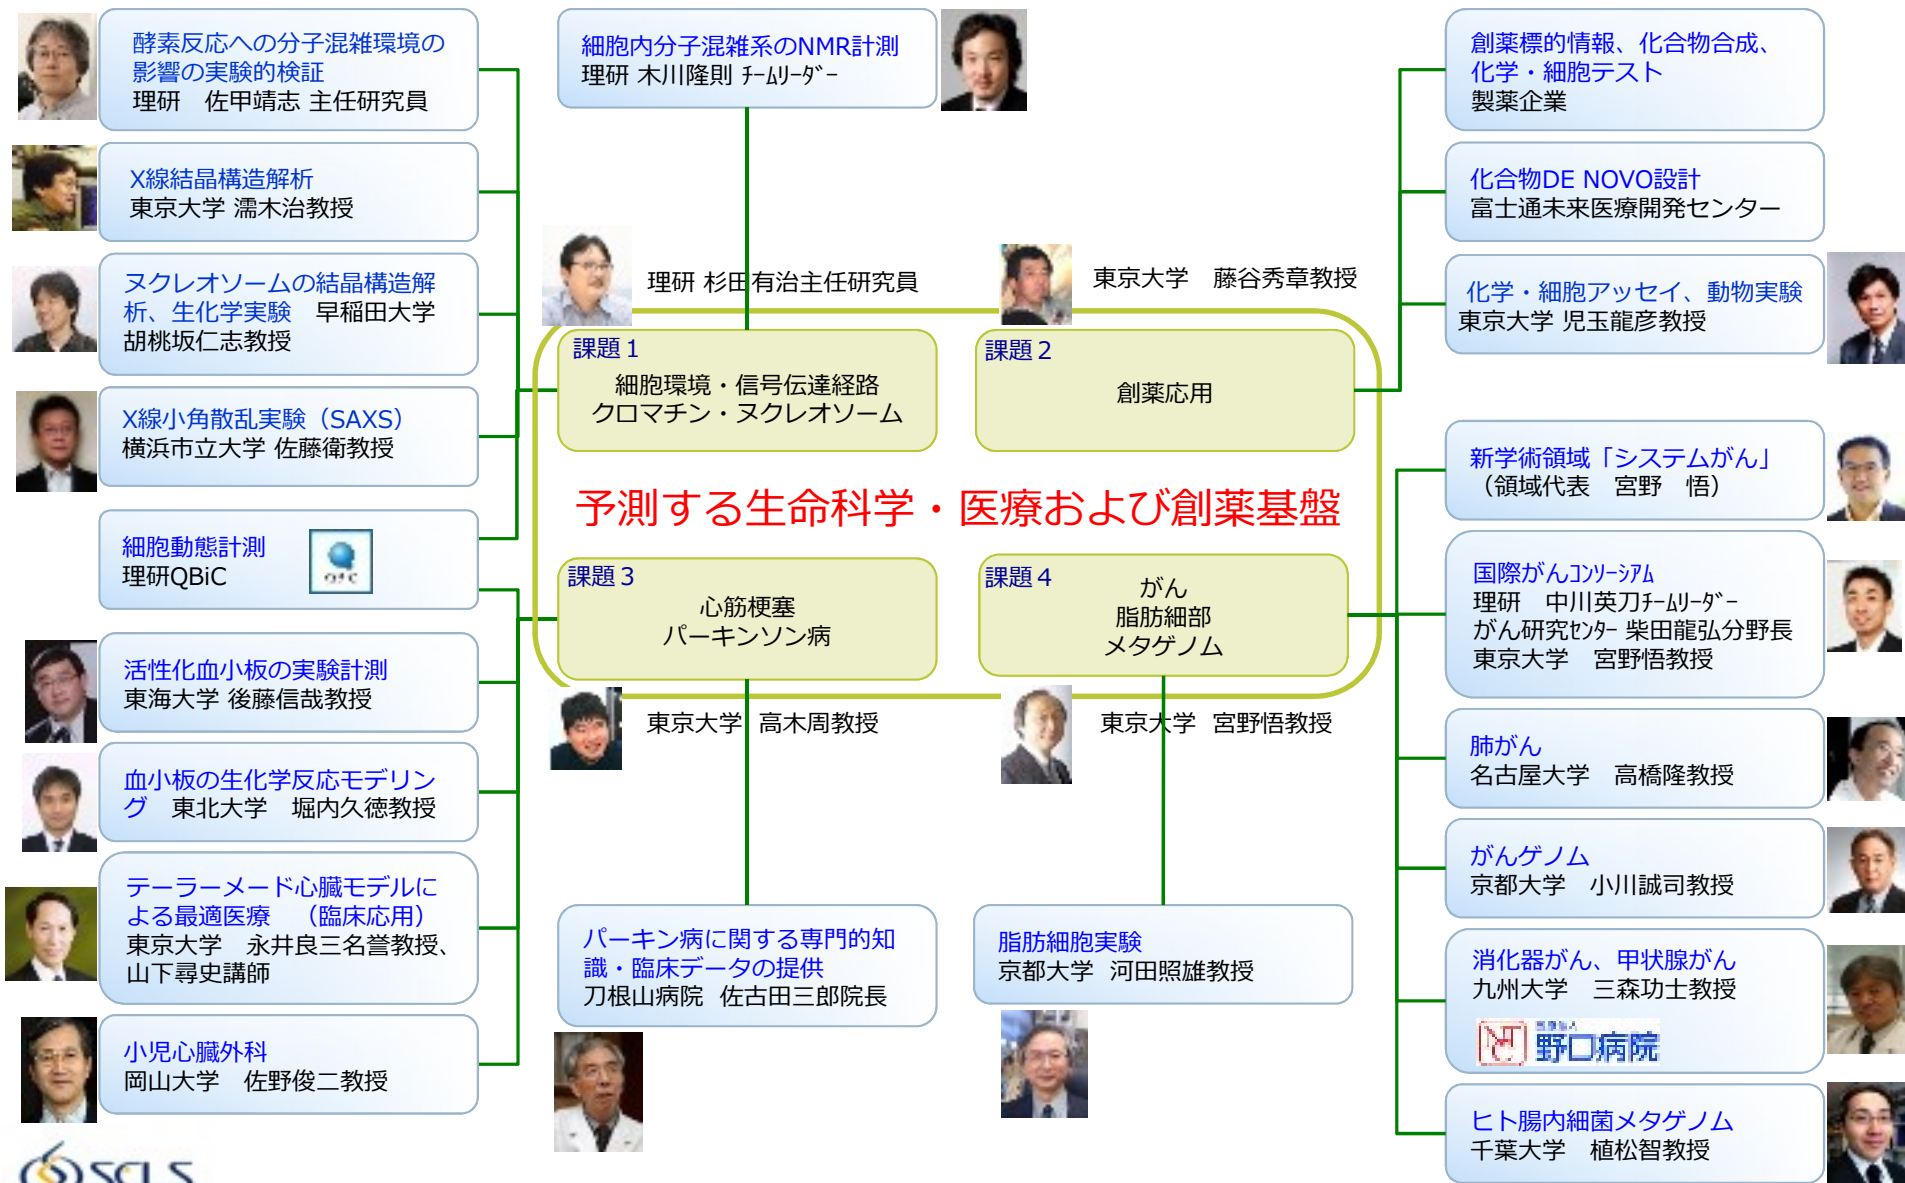 酵素反応への分子混雑環境の
影響の実験的検証
理研　佐甲靖志 主任研究員
X線結晶構造解析
東京大学 濡木治教授
ヌクレオソームの結晶構造解
析、生化学実験　早稲田大学
胡桃坂仁志教授
X線小角散乱実験（SAXS）
横浜市立大学 佐藤衛教授
細胞動態計測
理研QBiC
活性化血小板の実験計測
東海大学 後藤信哉教授
血小板の生化学反応モデリン
グ　東北大学　堀内久徳教授
テーラーメード心臓モデルに
よる最適医療　（臨床応用）
東京大学　永井良三名誉教授、
山下尋史講師
小児心臓外科
岡山大学　佐野俊二教授
SCLS
細胞内分子混雑系のNMR計測
理研 木川隆則 ﾁｰﾑﾘｰﾀﾞｰ
理研 杉田有治主任研究員
東京大学　藤谷秀章教授
課題１
細胞環境・信号伝達経路
クロマチン・ヌクレオソーム
課題２
創薬応用
予測する生命科学・医療および創薬基盤
課題３
心筋梗塞
パーキンソン病
課題４
がん
脂肪細部
メタゲノム
東京大学　高木周教授
東京大学　宮野悟教授
パーキン病に関する専門的知
識・臨床データの提供
刀根山病院 佐古田三郎院長
脂肪細胞実験
京都大学 河田照雄教授
創薬標的情報、化合物合成、
化学・細胞テスト
製薬企業
化合物DE NOVO設計
富士通未来医療開発センター
化学・細胞アッセイ、動物実験
東京大学 児玉龍彦教授
新学術領域「システムがん」
（領域代表　宮野　悟）
国際がんｺﾝｿｰｼｱﾑ
理研　中川英刀ﾁｰﾑﾘｰﾀﾞｰ
がん研究ｾﾝﾀｰ 柴田龍弘分野長
東京大学　宮野悟教授
肺がん
名古屋大学　高橋隆教授
がんゲノム
京都大学　小川誠司教授
消化器がん、甲状腺がん
九州大学　三森功士教授
野口病院
ヒト腸内細菌メタゲノム
千葉大学　植松智教授